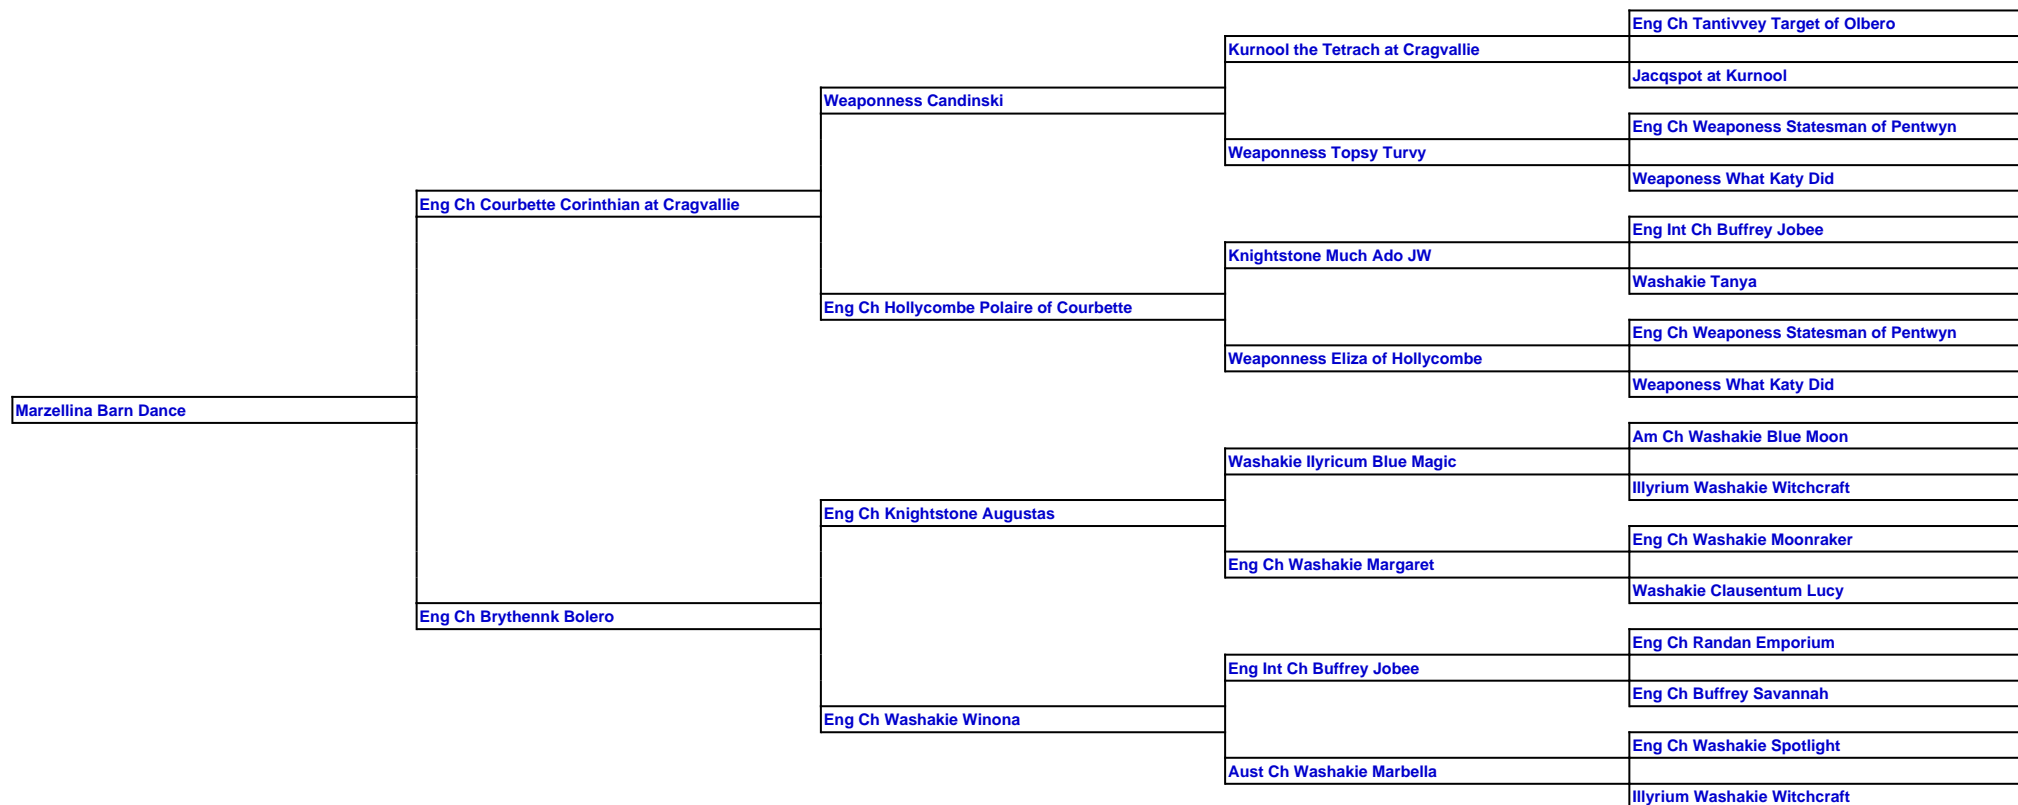 Eng Ch Tantivvey Target of Olbero
Kurnool the Tetrach at Cragvallie
Jacqspot at Kurnool
Weaponness Candinski
Eng Ch Weaponess Statesman of Pentwyn
Weaponness Topsy Turvy
Weaponess What Katy Did
Eng Ch Courbette Corinthian at Cragvallie
Eng Int Ch Buffrey Jobee
Knightstone Much Ado JW
Washakie Tanya
Eng Ch Hollycombe Polaire of Courbette
Eng Ch Weaponess Statesman of Pentwyn
Weaponness Eliza of Hollycombe
Weaponess What Katy Did
Marzellina Barn Dance
Am Ch Washakie Blue Moon
Washakie Ilyricum Blue Magic
Illyrium Washakie Witchcraft
Eng Ch Knightstone Augustas
Eng Ch Washakie Moonraker
Eng Ch Washakie Margaret
Washakie Clausentum Lucy
Eng Ch Brythennk Bolero
Eng Ch Randan Emporium
Eng Int Ch Buffrey Jobee
Eng Ch Buffrey Savannah
Eng Ch Washakie Winona
Eng Ch Washakie Spotlight
Aust Ch Washakie Marbella
Illyrium Washakie Witchcraft